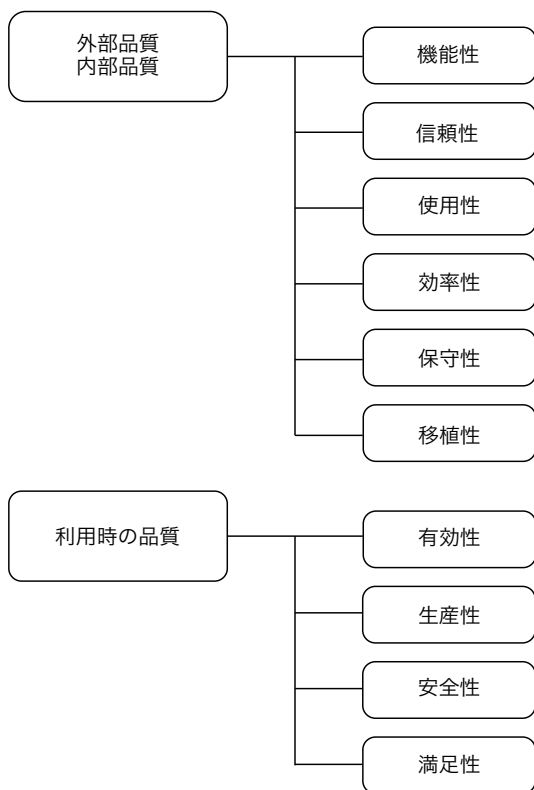 外部品質
内部品質
機能性
信頼性
使用性
効率性
保守性
移植性
利用時の品質
有効性
生産性
安全性
満足性